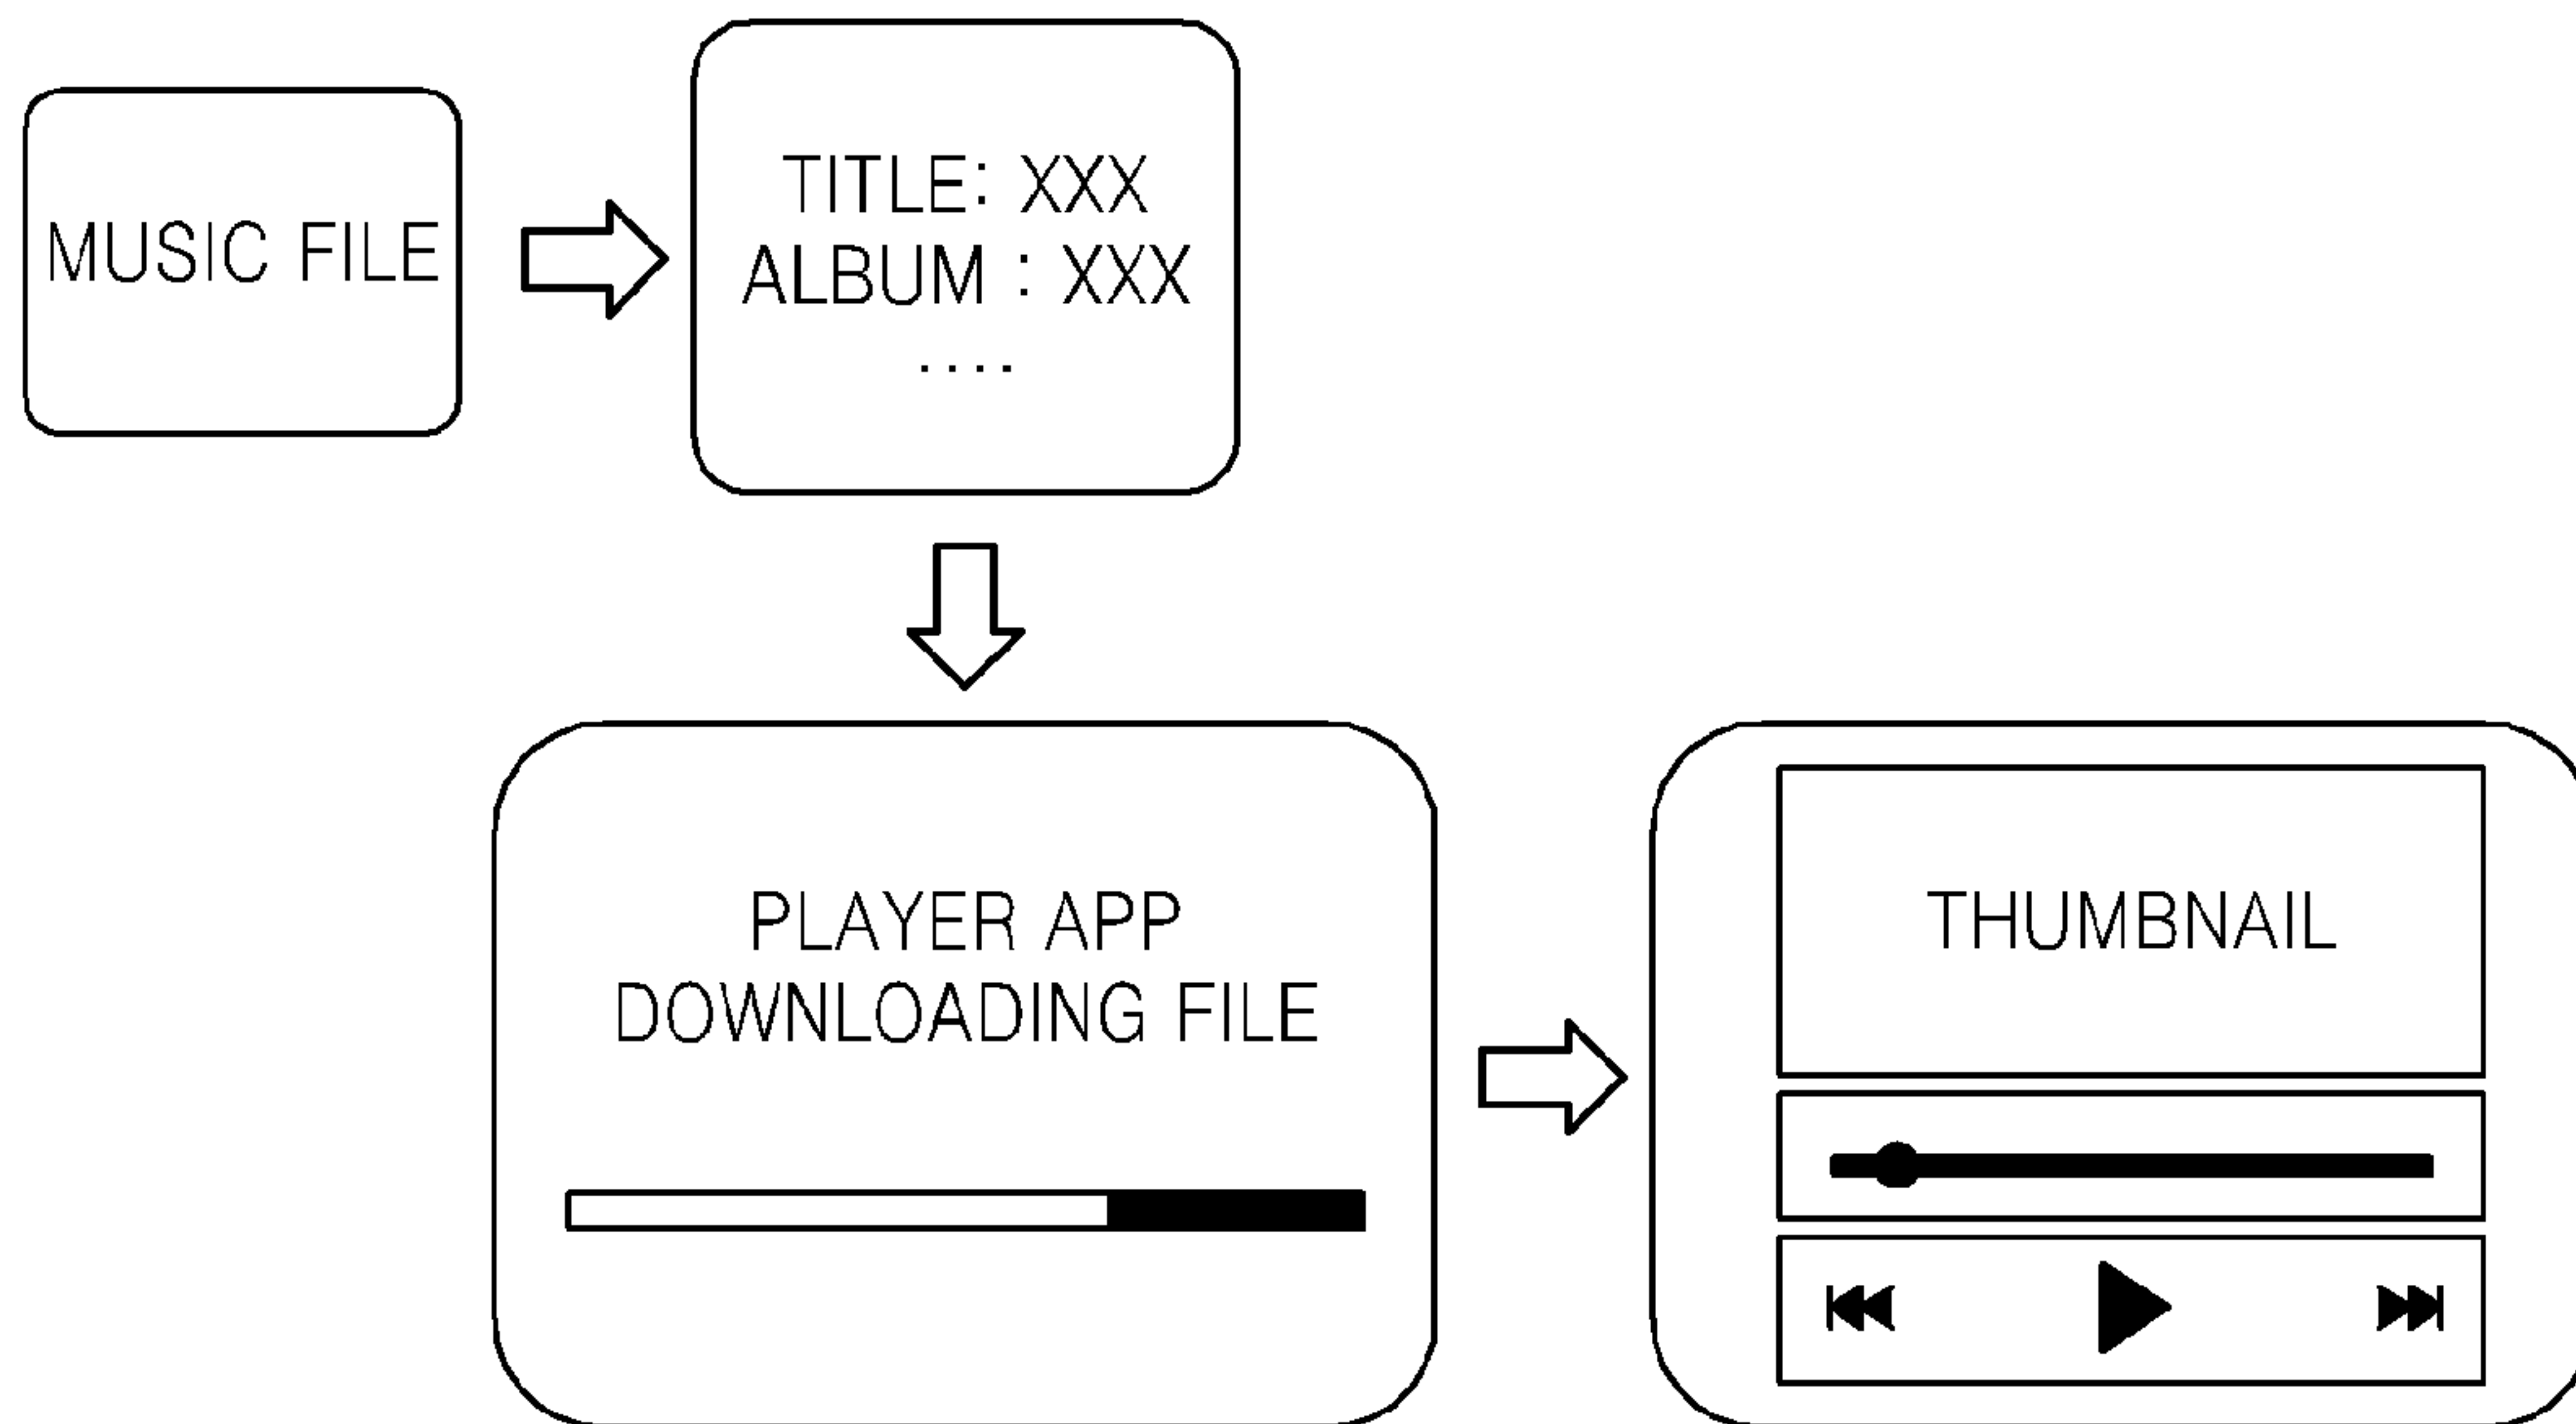 MUSIC FILE
TITLE: XXX
ALBUM : XXX
....
PLAYER APP
DOWNLOADING FILE
THUMBNAIL